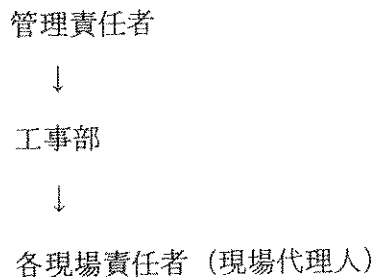 管理責任者
↓
工事部
↓
各現場責任者（現場代理人）